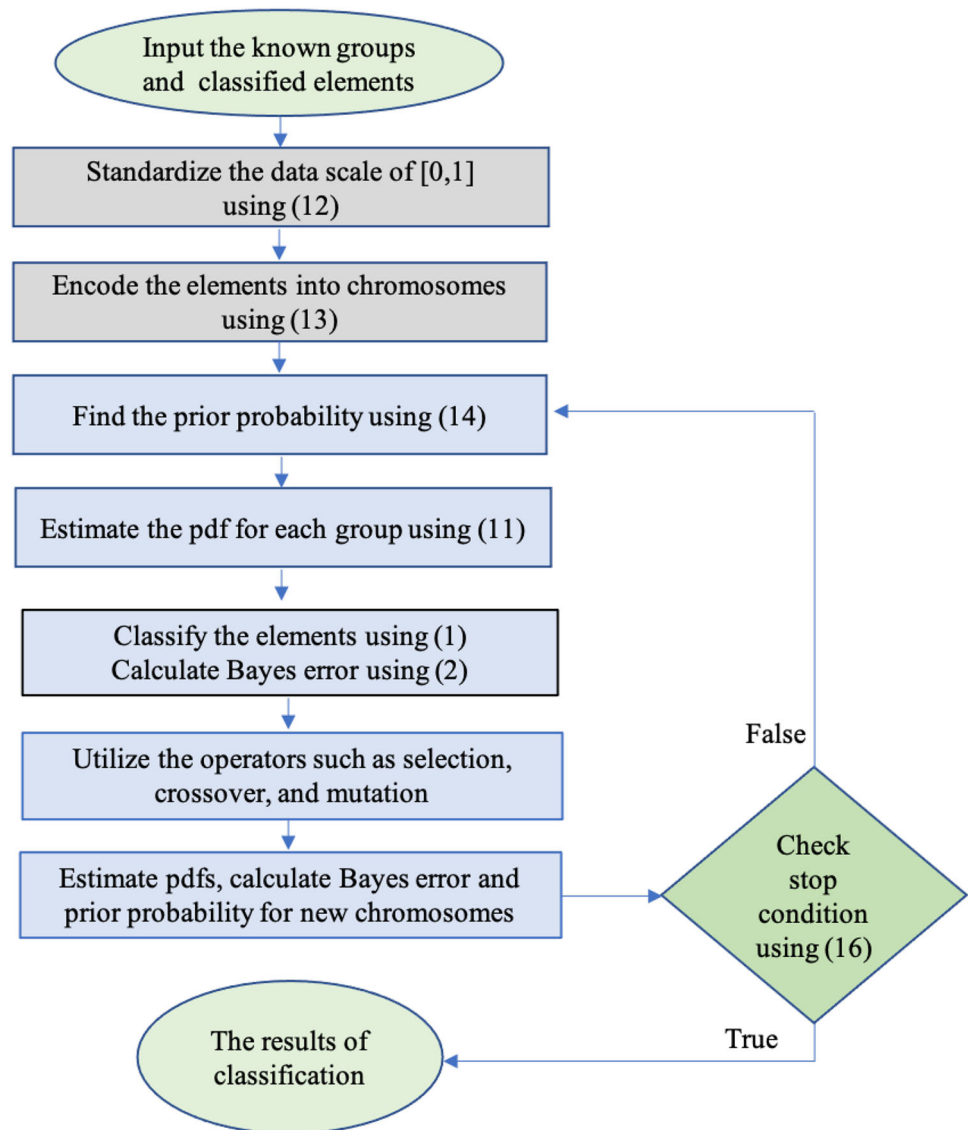 Input the known groups
and classified elements
Standardize the data scale of [0,1]
using (12)
Encode the elements into chromosomes
using (13)
Find the prior probability using (14)
Estimate the pdf for each group using (11)
Classify the elements using (1)
Calculate Bayes error using (2)
Utilize the operators such as selection,
crossover, and mutation
Estimate pdfs, calculate Bayes error and
prior probability for new chromosomes
Check
stop
condition
using (16)
False
True
The results of
classification